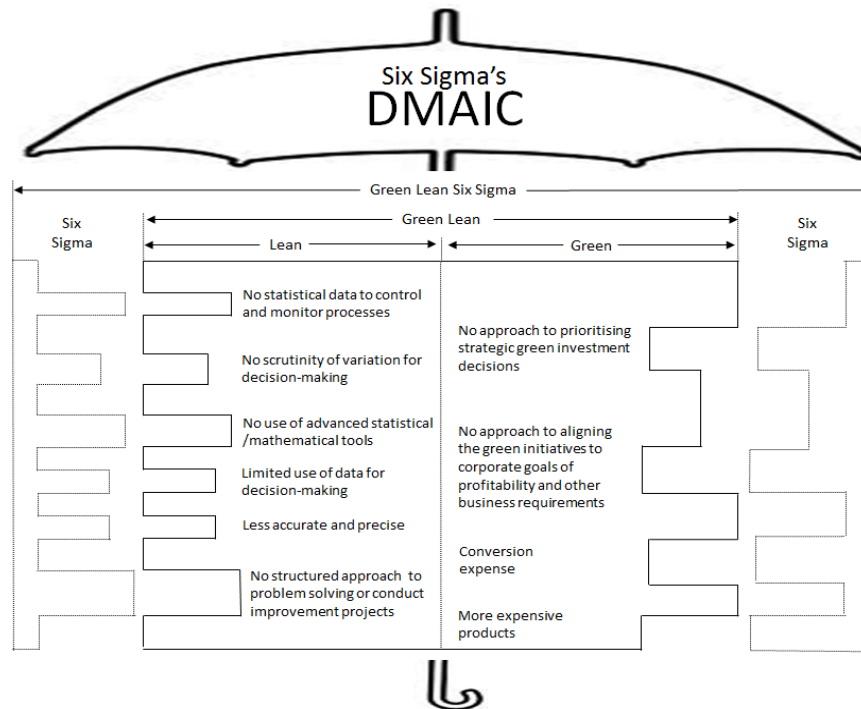 Six Sigma's
DMAIC
Green Lean Six Sigma
Green Lean
Six
Sigma
Lean
Green
Six
Sigma
No statistical data to control
and monitor processes
No scrutinity of variation for
decision-making
No use of advanced statistical
/mathematical tools
Limited use of data for
decision-making
Less accurate and precise
No structured approach to
problem solving or conduct
improvement projects
No approach to prioritising
strategic green investment
decisions
No approach to aligning
the green initiatives to
corporate goals of
profitability and other
business requirements
Conversion
expense
More expensive
products